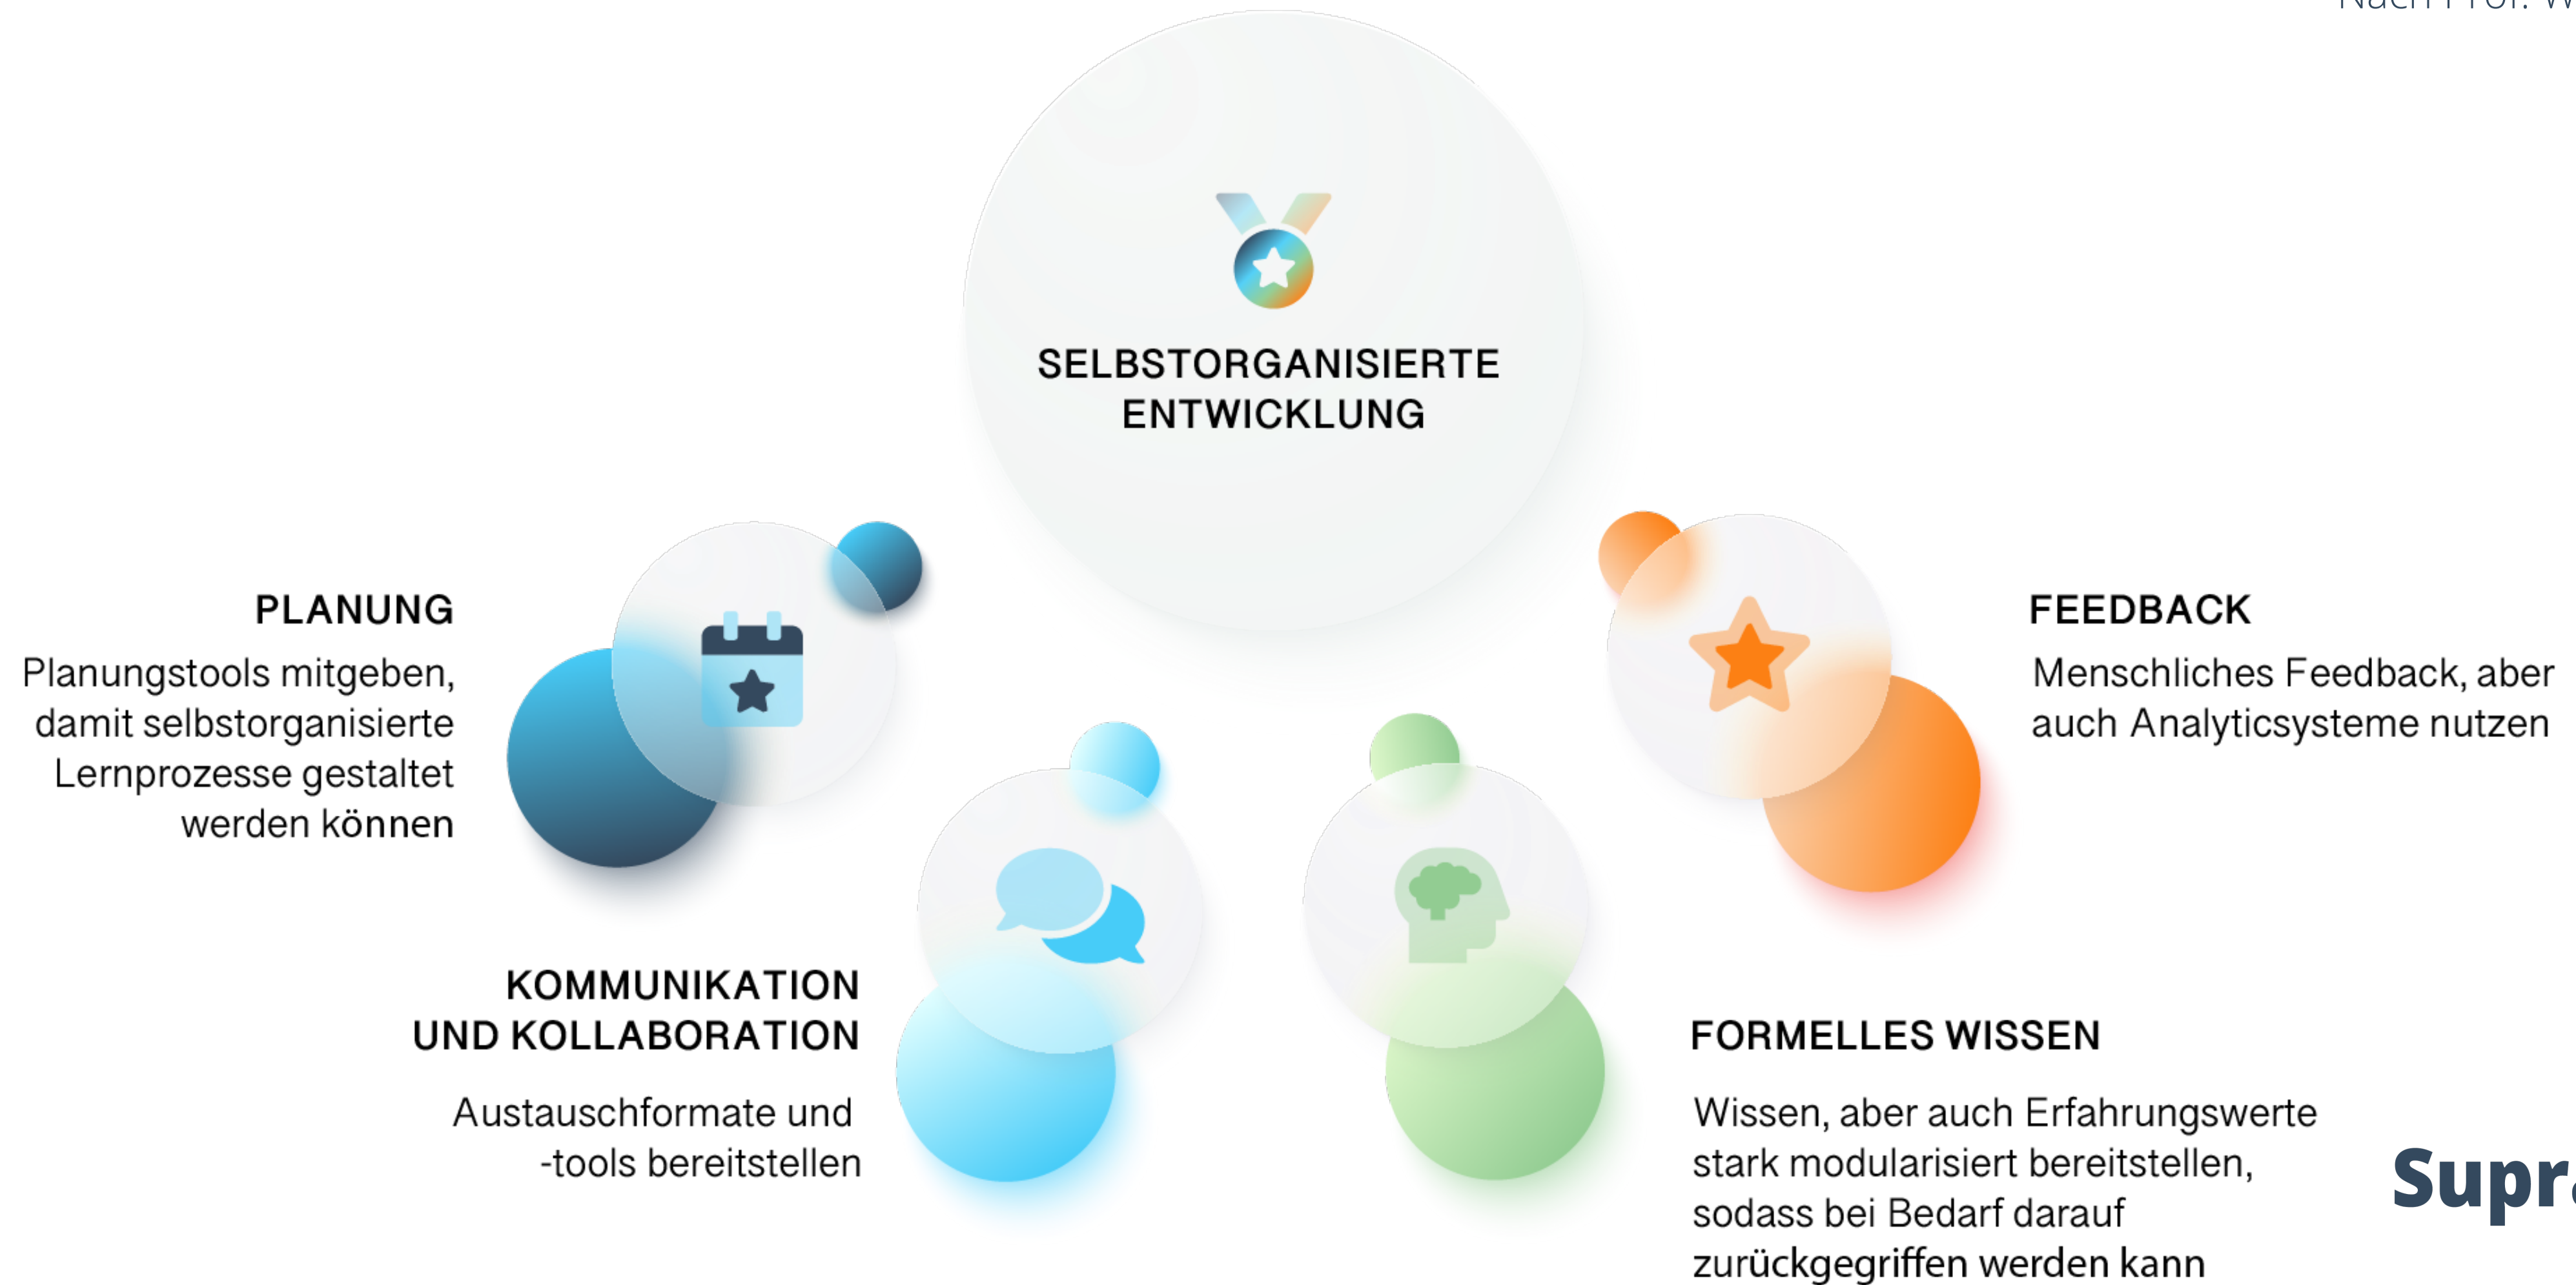 Nach Prof. W
SELBSTORGANISIERTE
ENTWICKLUNG
PLANUNG
Planungstools mitgeben,
damit selbstorganisierte
Lernprozesse gestaltet
werden können
KOMMUNIKATION
UND KOLLABORATION
Austauschformate und
-tools bereitstellen
FORMELLES WISSEN
Wissen, aber auch Erfahrungswerte
stark modularisiert bereitstellen,
sodass bei Bedarf darauf
zurückgegriffen werden kann
FEEDBACK
Menschliches Feedback, aber
auch Analyticsysteme nutzen